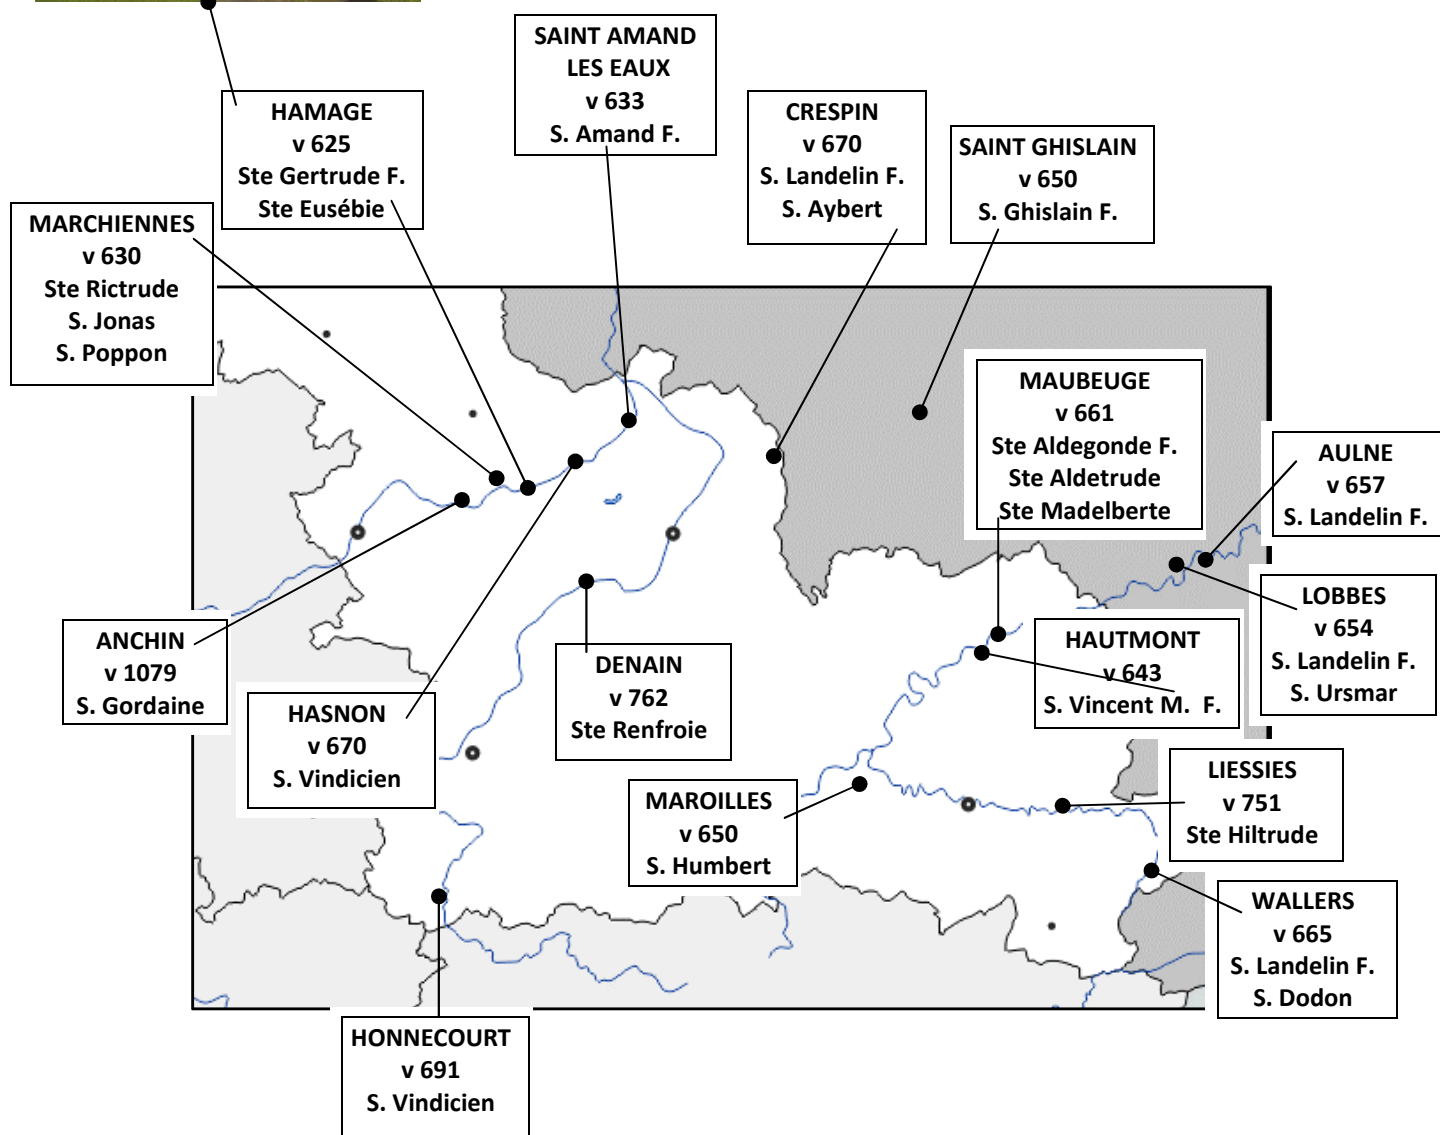 SAINT AMAND
LES EAUX
v 633
S. Amand F.
HAMAGE
v 625
Ste Gertrude F.
Ste Eusébie
CRESPIN
v 670
S. Landelin F.
S. Aybert
SAINT GHISLAIN
v 650
S. Ghislain F.
MARCHIENNES
v 630
Ste Rictrude
S. Jonas
S. Poppon
MAUBEUGE
v 661
Ste Aldegonde F.
Ste Aldetrude
Ste Madelberte
AULNE
v 657
S. Landelin F.
LOBBES
v 654
S. Landelin F.
S. Ursmar
ANCHIN
v 1079
S. Gordaine
HASNON
v 670
S. Vindicien
DENAIN
v 762
Ste Renfroie
HAUTMONT
v 643
S. Vincent M. F.
MAROILLES
v 650
S. Humbert
LIESSIES
v 751
Ste Hiltrude
WALLERS
v 665
S. Landelin F.
S. Dodon
HONNECOURT
v 691
S. Vindicien